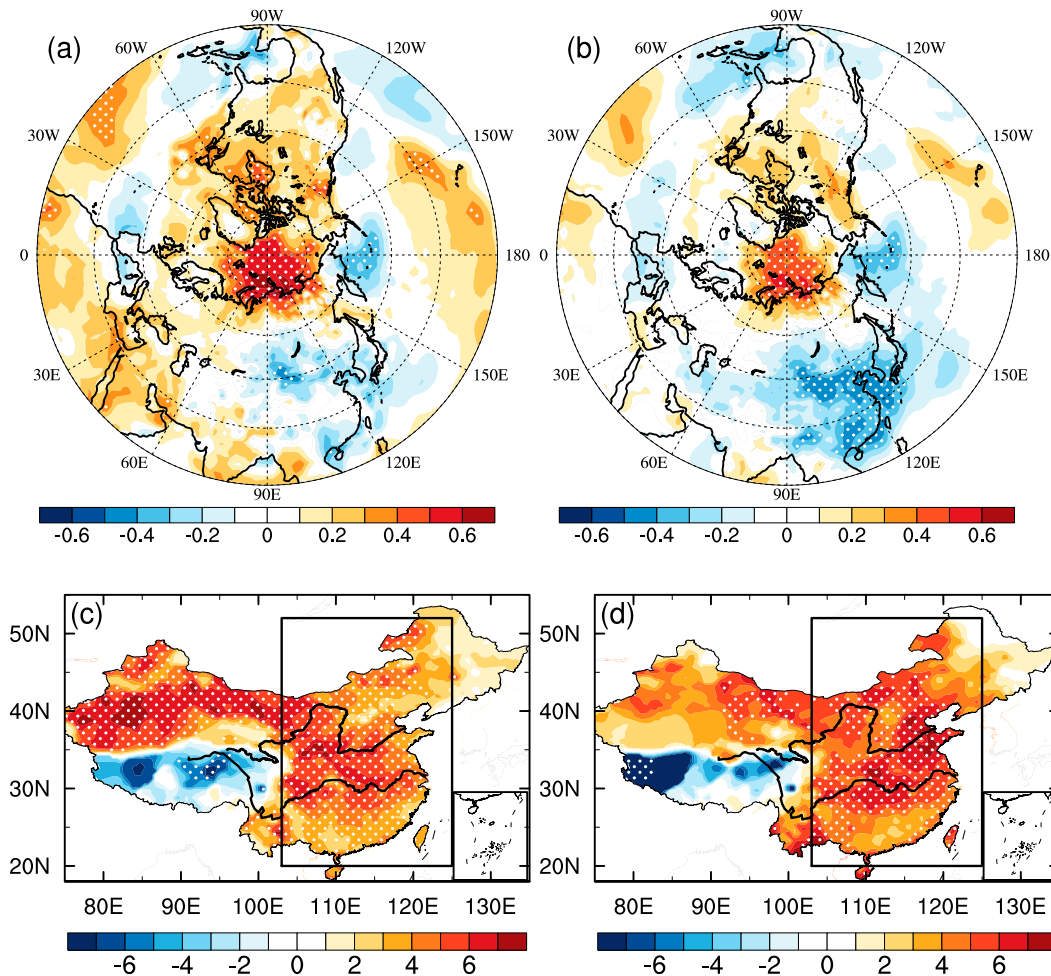 90W 90W
(a) 60W 120W (b) 60W 120W
30W 150W 30W 150W
0 180 0 180
30E 150E 30E 150E
60E 120E 60E 120E
90E 90E
-0.6 -0.4 -0.2 0 0.2 0.4 0.6 -0.6 -0.4 -0.2 0 0.2 0.4 0.6
(c) (d)
50N 50N
40N 40N
30N 30N
20N 20N
80E 90E 100E 110E 120E 130E 80E 90E 100E 110E 120E 130E
-6 -4 -2 0 2 4 6 -6 -4 -2 0 2 4 6